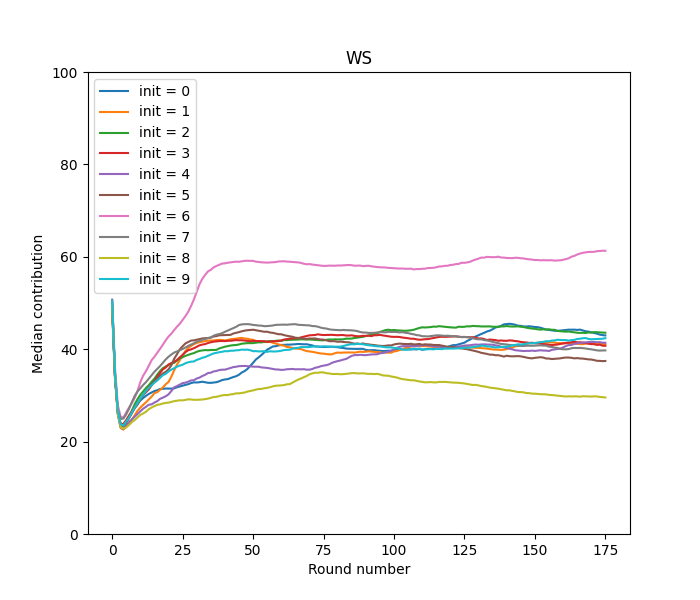 WS
100
80
60
40
20
0
Median contribution
init = 0
init = 1
init = 2
init = 3
init = 4
init = 5
init = 6
init = 7
init = 8
init = 9
0 25 50 75 100 125 150 175
Round number